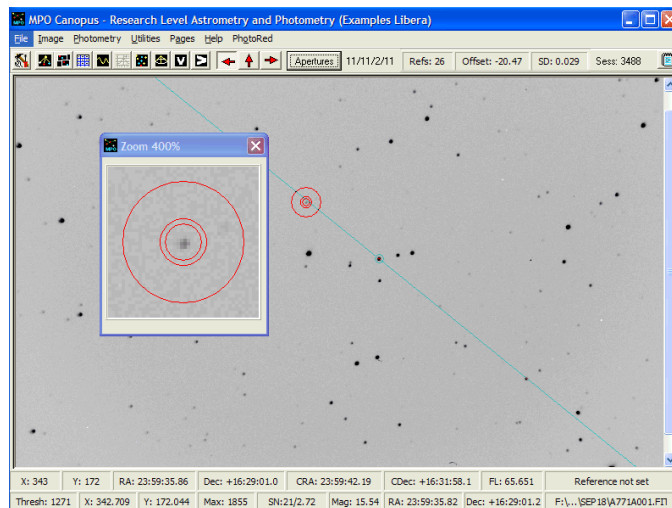 MPO Canopus - Research Level Astrometry and Photometry (Examples Libera)
File Image Photometry Utilities Pages Help PhotoRed
Apertures 11/11/2/11 Refs: 26 Offset: -20.47 SD: 0.029 Sess: 3488
MPO Zoom 400%
X: 343 Y: 172 RA: 23:59:35.86 Dec: +16:29:01.0 CRA: 23:59:42.19 CDec: +16:31:58.1 FL: 65.651 Reference not set
Thresh: 1271 X: 342.709 Y: 172.044 Max: 1855 SN:21/2.72 Mag: 15.54 RA: 23:59:35.82 Dec: +16:29:01.2 F:\...\SEP18\A771A001.FIT